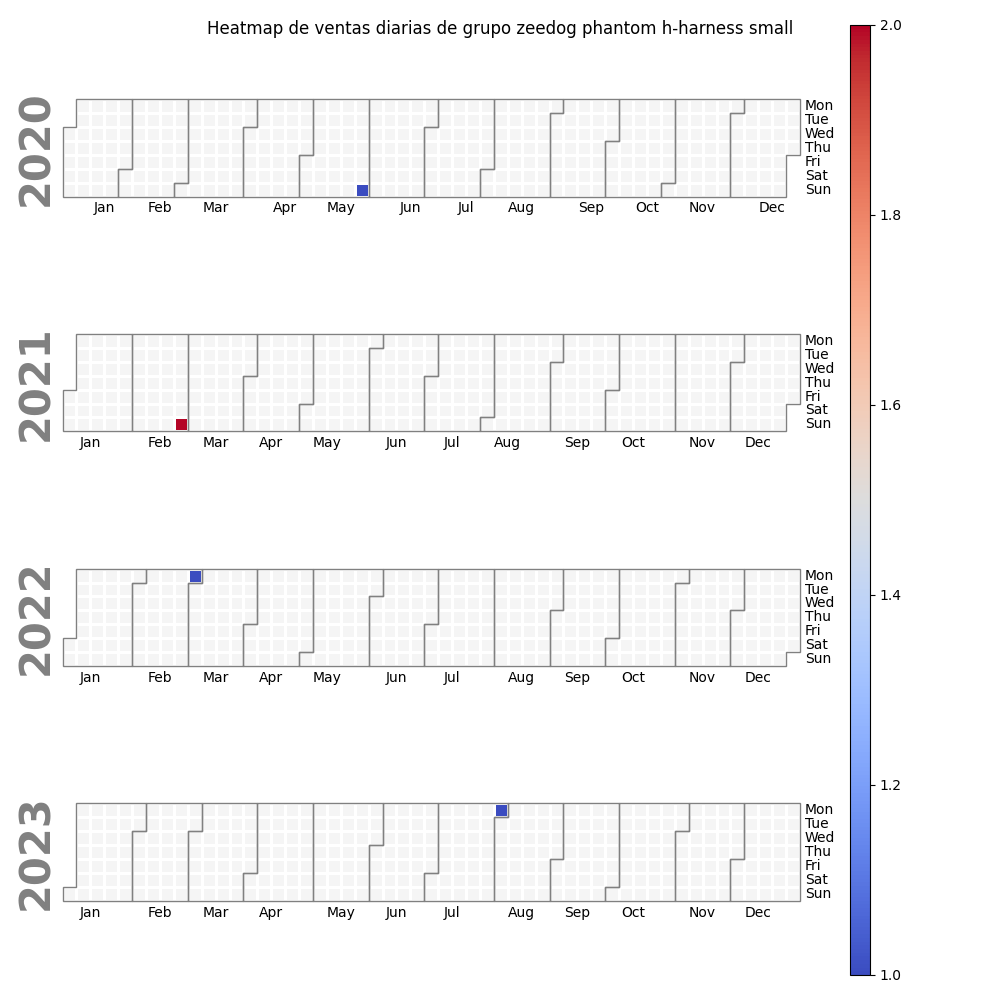 Heatmap de ventas diarias de grupo zeedog phantom h-harness small
2020
Mon
Tue
Wed
Thu
Fri
Sat
Sun
Jan Feb Mar Apr May Jun Jul Aug Sep Oct Nov Dec
2021
Mon
Tue
Wed
Thu
Fri
Sat
Sun
Jan Feb Mar Apr May Jun Jul Aug Sep Oct Nov Dec
2022
Mon
Tue
Wed
Thu
Fri
Sat
Sun
Jan Feb Mar Apr May Jun Jul Aug Sep Oct Nov Dec
2023
Mon
Tue
Wed
Thu
Fri
Sat
Sun
Jan Feb Mar Apr May Jun Jul Aug Sep Oct Nov Dec
2.0
1.8
1.6
1.4
1.2
1.0